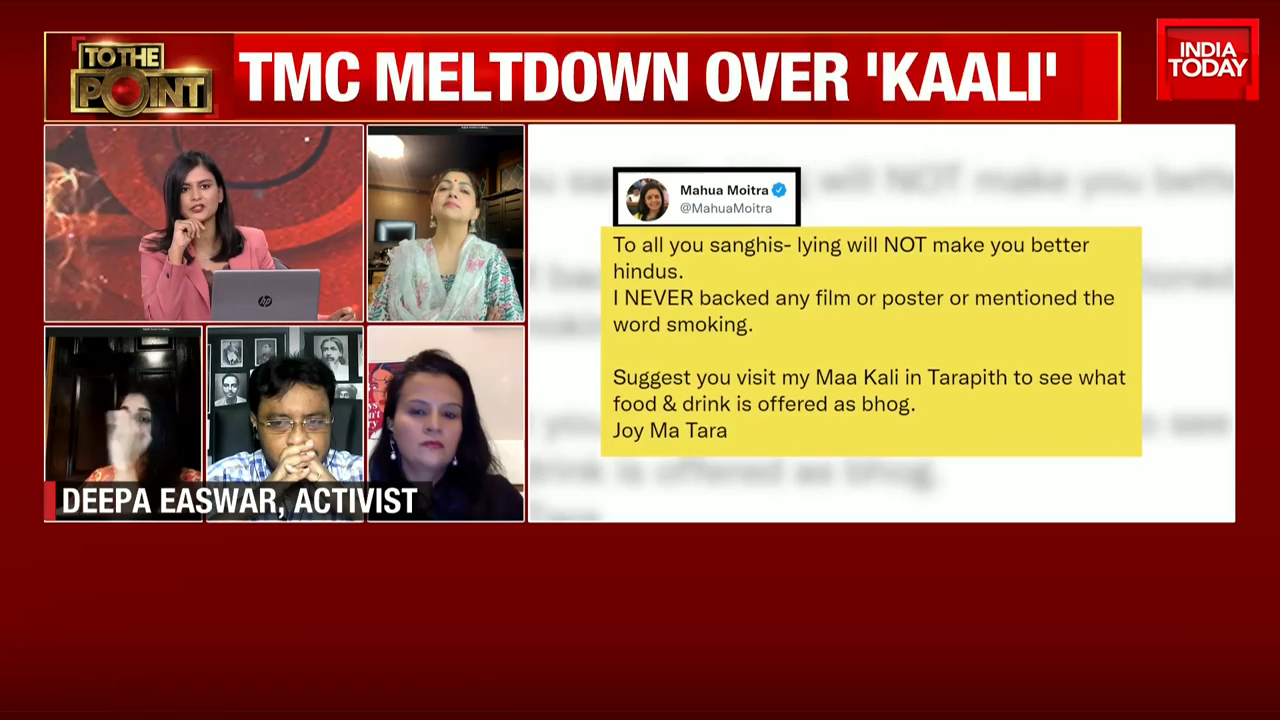 TO THE
POINT
TMC MELTDOWN OVER 'KAALI'
INDIA
TODAY
Mahua Moitra
@MahuaMoitra
To all you sanghis- lying will NOT make you better
hindus.
I NEVER backed any film or poster or mentioned the
word smoking.
Suggest you visit my Maa Kali in Tarapith to see what
food & drink is offered as bhog.
Joy Ma Tara
hp
DEEPA EASWAR, ACTIVIST